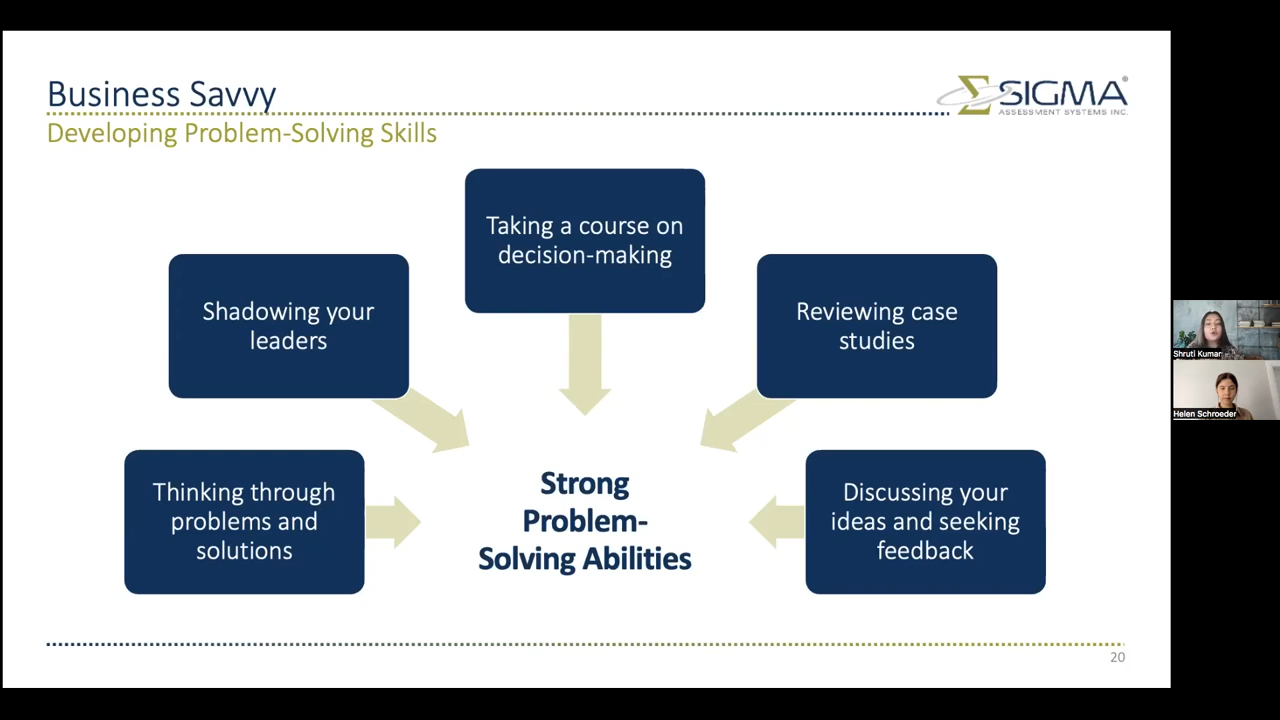 Business Savvy
Developing Problem-Solving Skills
SIGMA®
ASSESSMENT SYSTEMS INC.
Taking a course on
decision-making
Shadowing your
leaders
Reviewing case
studies
Thinking through
problems and
solutions
Strong
Problem-
Solving Abilities
Discussing your
ideas and seeking
feedback
20
Shruti Kumar
Helen Schroeder